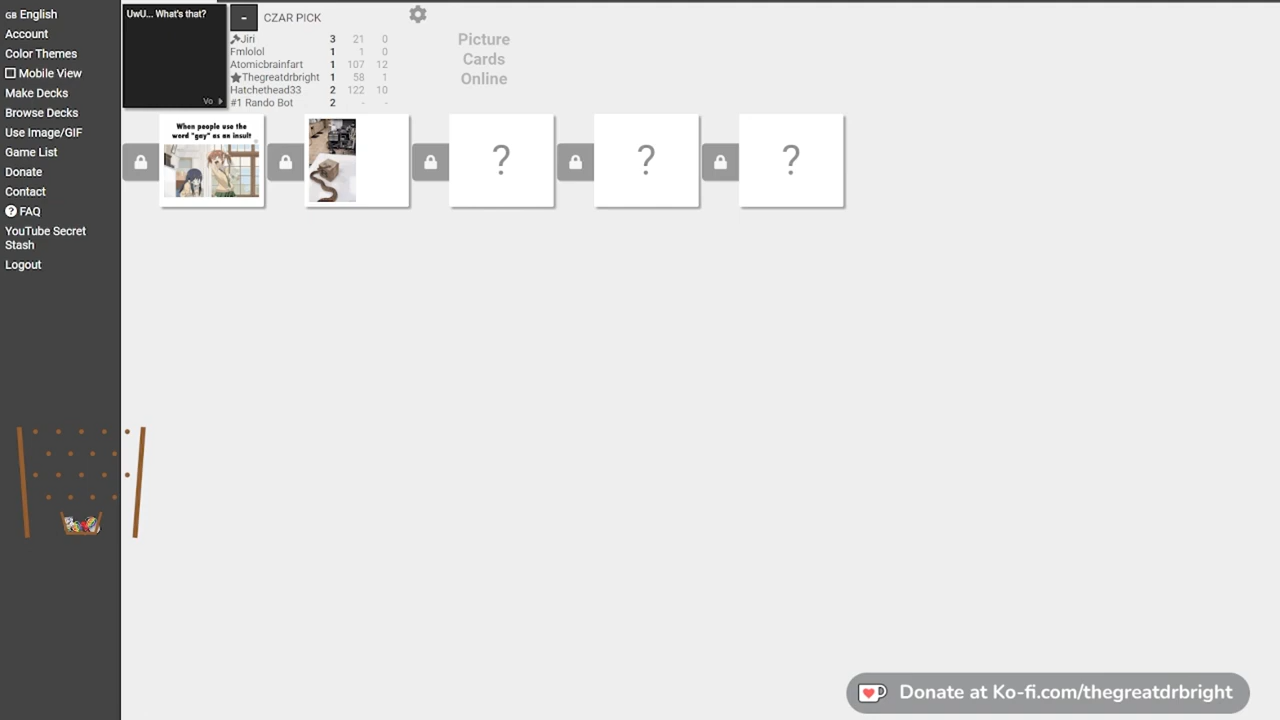 GB English
Account
Color Themes
Mobile View
Make Decks
Browse Decks
Use Image/GIF
Game List
Donate
Contact
? FAQ
YouTube Secret
Stash
Logout
UwU... What's that?
Vo
- CZAR PICK
Jiri 3 21 0
Fmlolol 1 1 0
Atomicbrainfart 1 107 12
Thegreatdrbright 1 58 1
Hatchethead33 2 122 10
#1 Rando Bot 2 - -
Picture
Cards
Online
When people use the
word "gay" as an insult
?
?
?
Donate at Ko-fi.com/thegreatdrbright